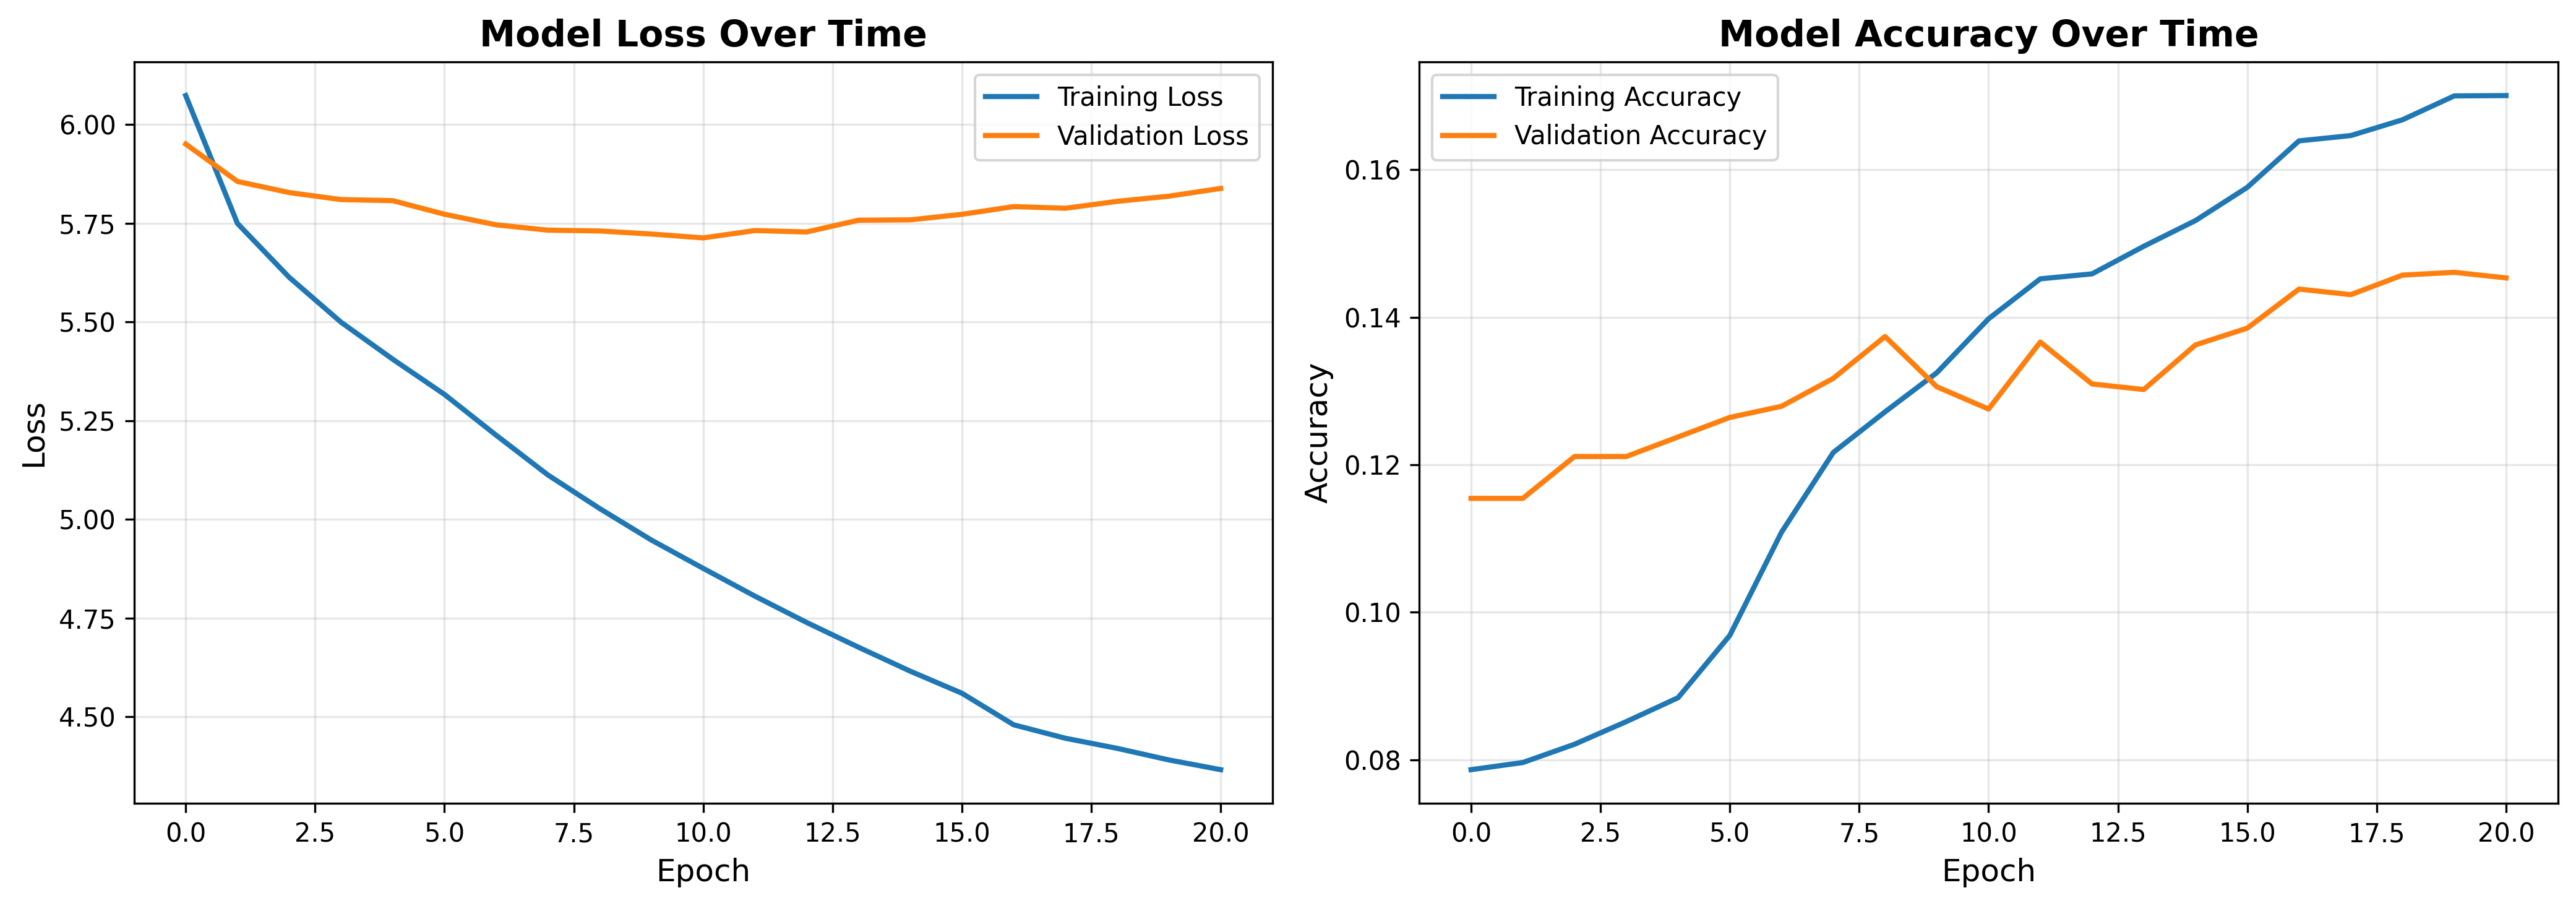 Model Loss Over Time
Training Loss
Validation Loss
Loss
6.00
5.75
5.50
5.25
5.00
4.75
4.50
0.0 2.5 5.0 7.5 10.0 12.5 15.0 17.5 20.0
Epoch
Model Accuracy Over Time
Training Accuracy
Validation Accuracy
Accuracy
0.16
0.14
0.12
0.10
0.08
0.0 2.5 5.0 7.5 10.0 12.5 15.0 17.5 20.0
Epoch